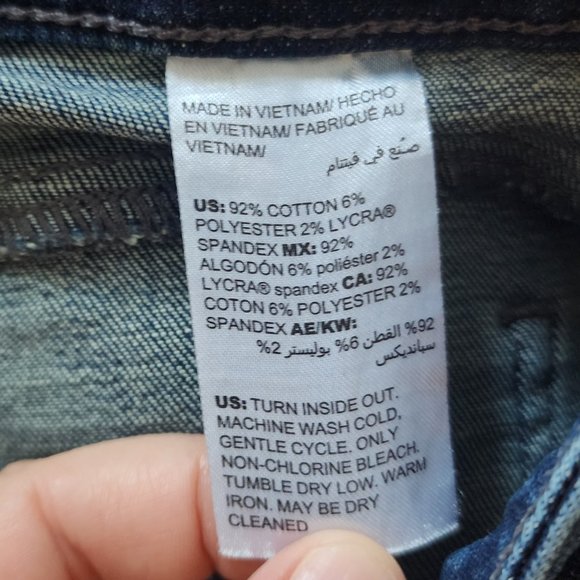 MADE IN VIETNAM/ HECHO
EN VIETNAM/ FABRIQUÉ AU
VIETNAM/
صنع في فيتنام
US: 92% COTTON 6%
POLYESTER 2% LYCRA®
SPANDEX MX: 92%
ALGODÓN 6% poliéster 2%
LYCRA® spandex CA: 92%
COTON 6% POLYESTER 2%
SPANDEX AE/KW:
92% القطن 6% بوليستر 2%
سبانديكس
US: TURN INSIDE OUT.
MACHINE WASH COLD,
GENTLE CYCLE. ONLY
NON-CHLORINE BLEACH.
TUMBLE DRY LOW. WARM
IRON. MAY BE DRY
CLEANED